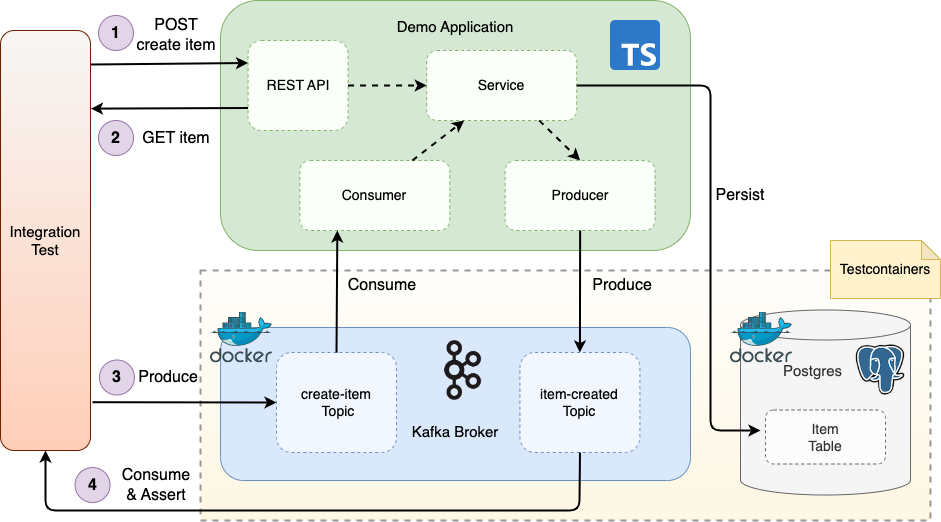 1
POST
create item
Demo Application
TS
REST API
Service
2
GET item
Consumer
Producer
Persist
Integration
Test
Testcontainers
Consume
Produce
docker
docker
Postgres
3
Produce
create-item
Topic
item-created
Topic
Kafka Broker
Item
Table
4
Consume
& Assert